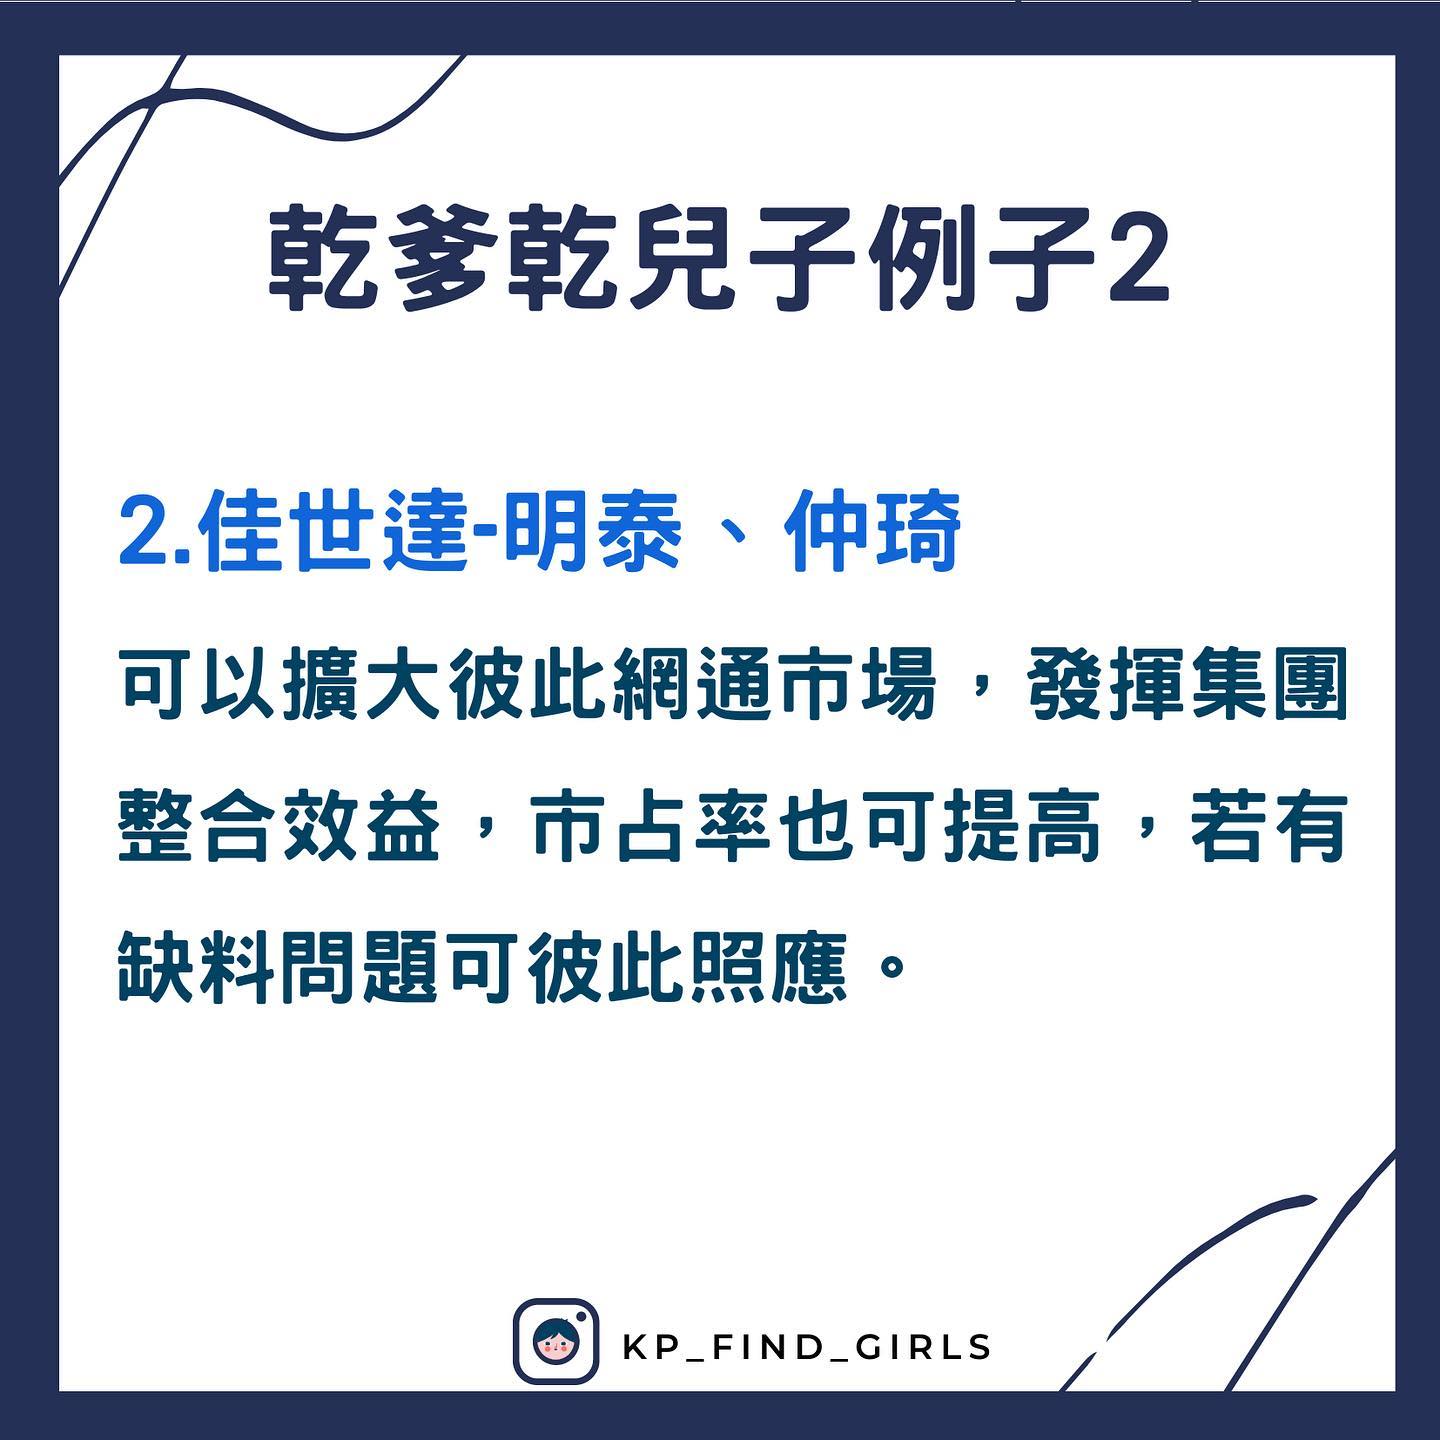 乾爹乾兒子例子2
2.佳世達-明泰、仲琦
可以擴大彼此網通市場，發揮集團
整合效益，市占率也可提高，若有
缺料問題可彼此照應。
KP_FIND_GIRLS